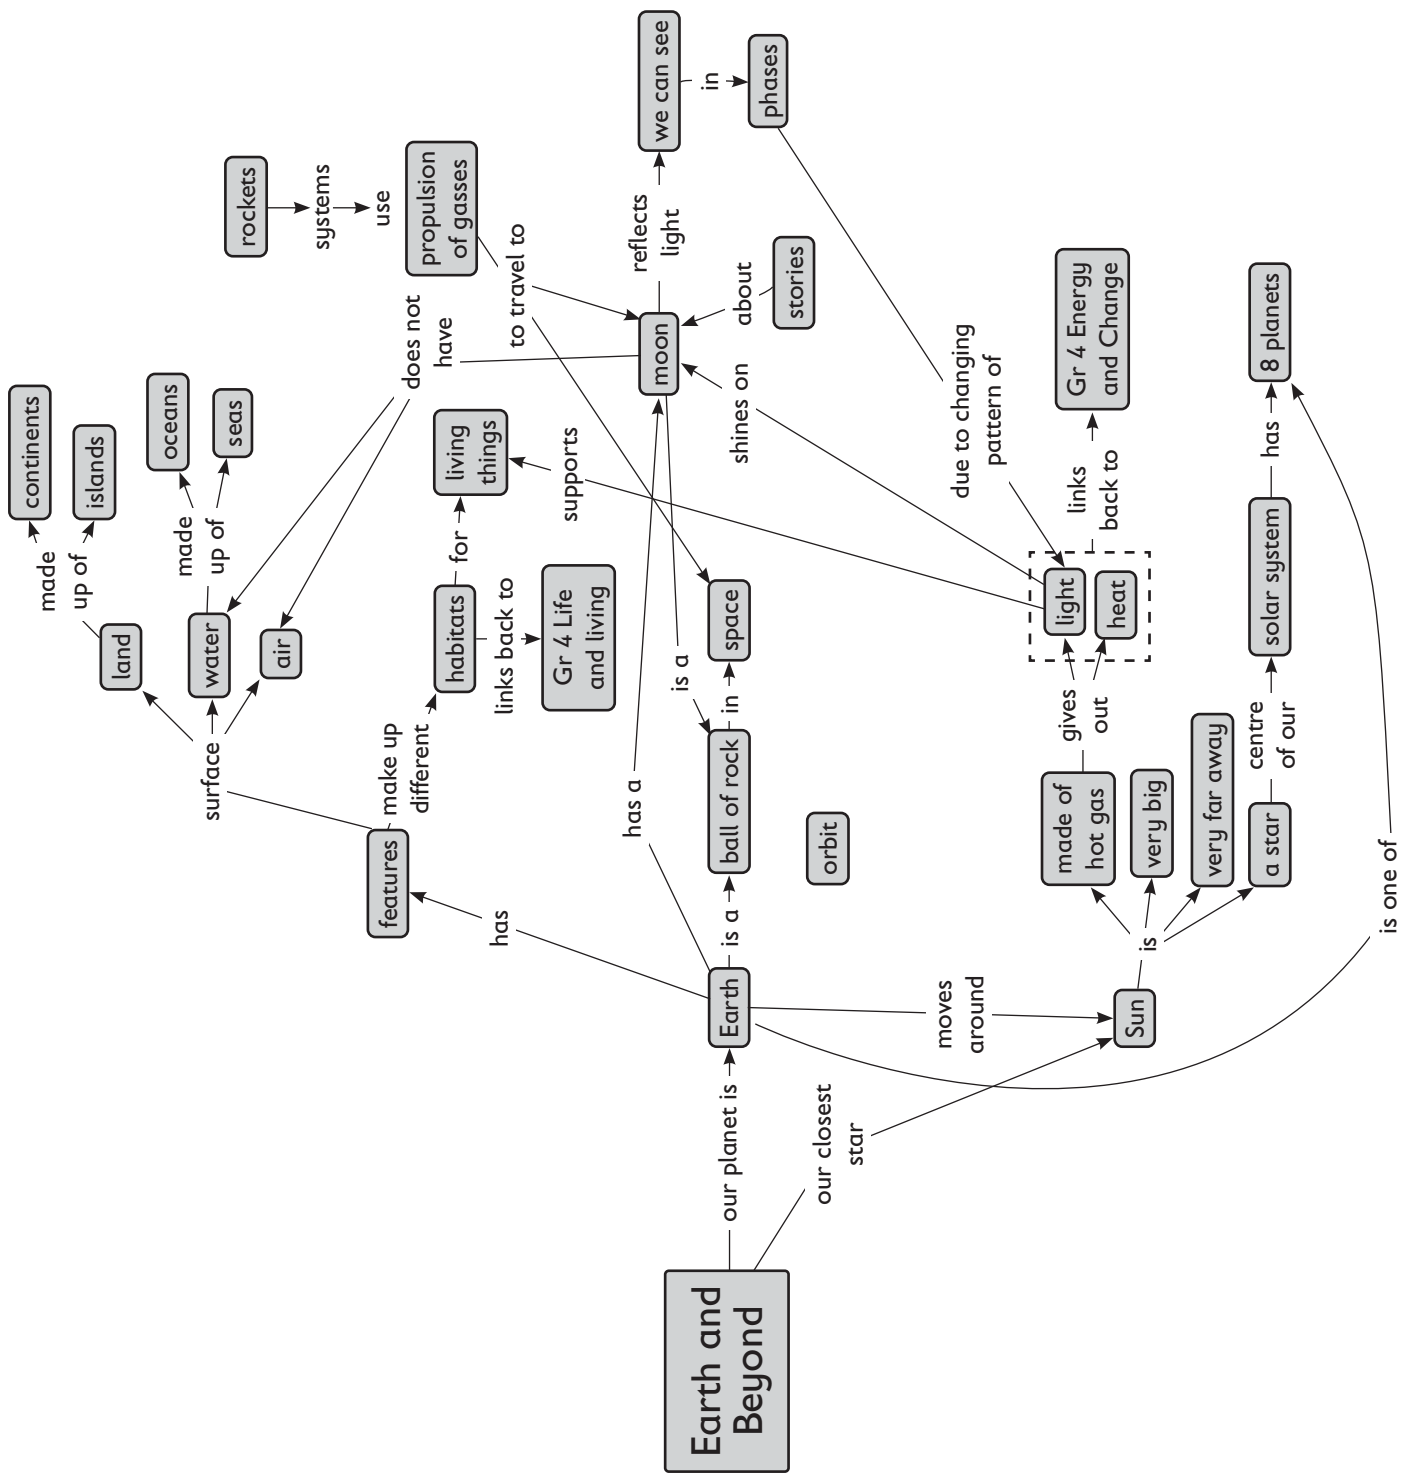 Earth and
Beyond
our planet is
our closest
star
Earth
has
features
surface
land
made
up of
continents
islands
water
made
up of
oceans
seas
air
make up
different
habitats
for
living
things
links back to
Gr 4 Life
and living
supports
has a
is a
ball of rock
in
space
is a
orbit
moon
does not
have
rockets
systems
use
propulsion
of gasses
to travel to
reflects
light
we can see
in
phases
about
stories
shines on
due to changing
pattern of
moves
around
Sun
is
made of
hot gas
very big
very far away
a star
gives
out
light
heat
links
back to
Gr 4 Energy
and Change
centre
of our
solar system
has
8 planets
is one of